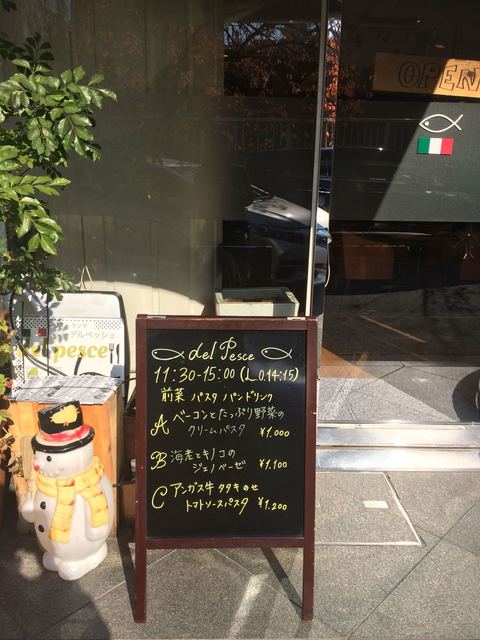 OPEN
ランチ
デルペッシェ
del pesce
del Pesce
11:30-15:00 (L.O.14:15)
前菜 パスタ パン ドリンク
A ベーコンとたっぷり野菜の
クリームパスタ ¥1,000
B 海老とキノコの
ジェノベーゼ ¥1,100
C アンガス牛タタキのせ
トマトソースパスタ ¥1,200